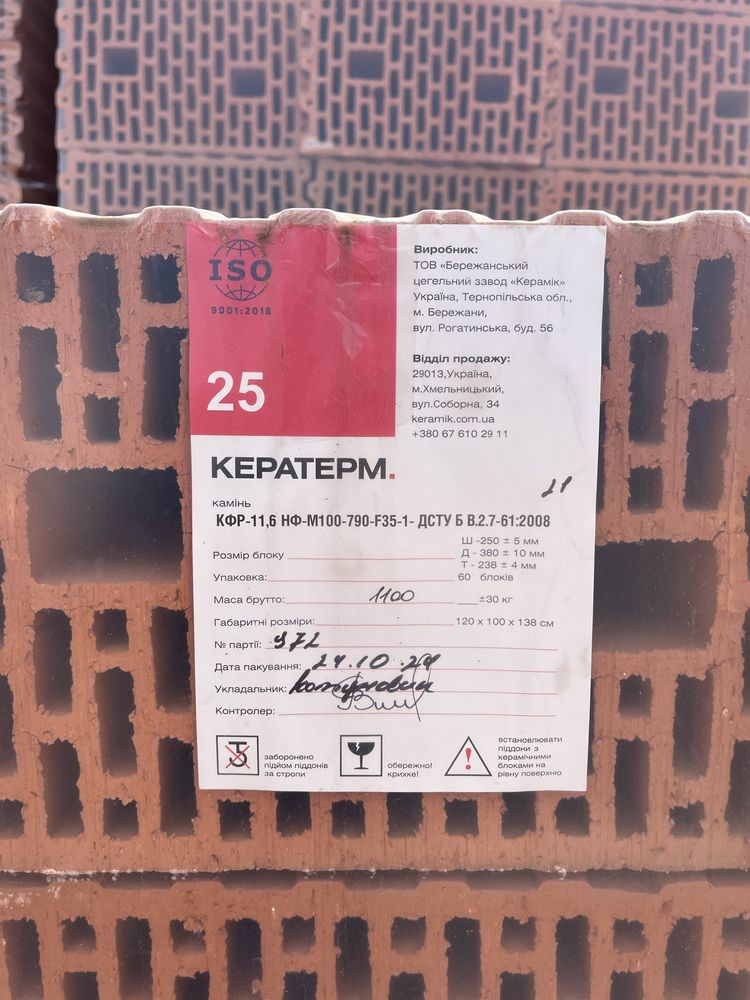 ISO
9001:2018
25
Виробник:
ТОВ «Бережанський
цегельний завод «Керамік»
Україна, Тернопільська обл.,
м. Бережани,
вул. Рогатинська, буд. 56
Відділ продажу:
29013,Україна,
м.Хмельницький,
вул.Соборна, 34
keramik.com.ua
+380 67 610 29 11
КЕРАТЕРМ.
камінь
КФР-11,6 НФ-М100-790-F35-1- ДСТУ Б В.2.7-61:2008
Розмір блоку Ш -250 ± 5 мм
Д - 380 ± 10 мм
Т - 238 ± 4 мм
Упаковка: 60 блоків
Маса брутто: 1100 ±30 кг
Габаритні розміри: 120 x 100 x 138 см
№ партії: 972
Дата пакування: 24.10.24
Укладальник:
Контролер:
заборонено
підйом піддонів
за стропи
обережно!
крихке!
встановлювати
піддони з
керамічними
блоками на
рівну поверхню